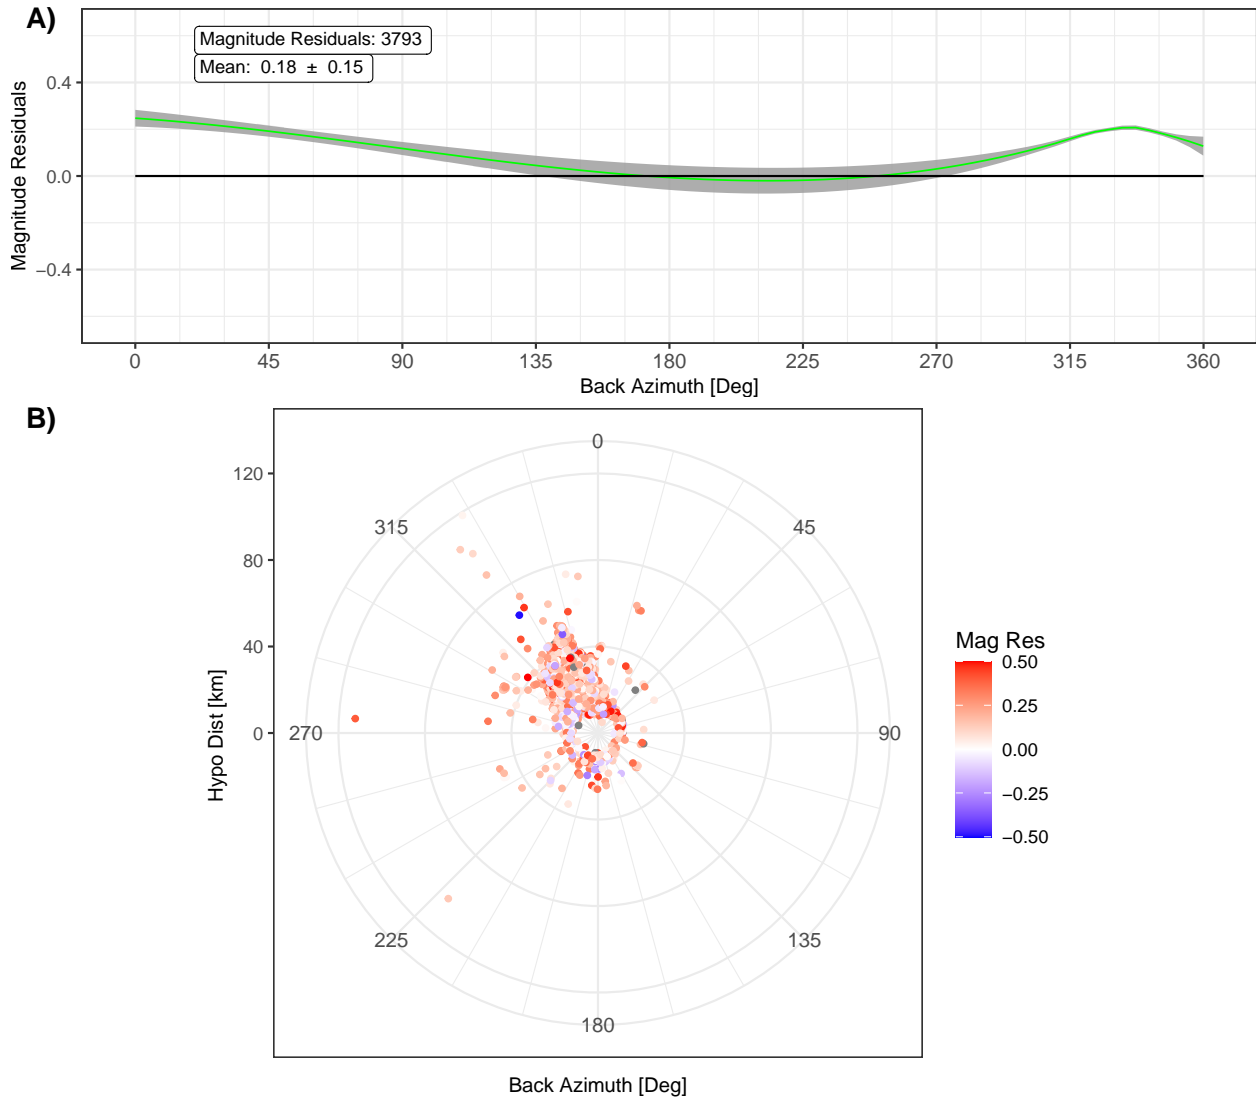 A)
Magnitude Residuals: 3793
Mean: 0.18 ± 0.15
Magnitude Residuals
0.4
0.0
−0.4
0 45 90 135 180 225 270 315 360
Back Azimuth [Deg]
B)
Hypo Dist [km]
120
80
40
0
0
45
90
135
180
225
270
315
Back Azimuth [Deg]
Mag Res
0.50
0.25
0.00
−0.25
−0.50